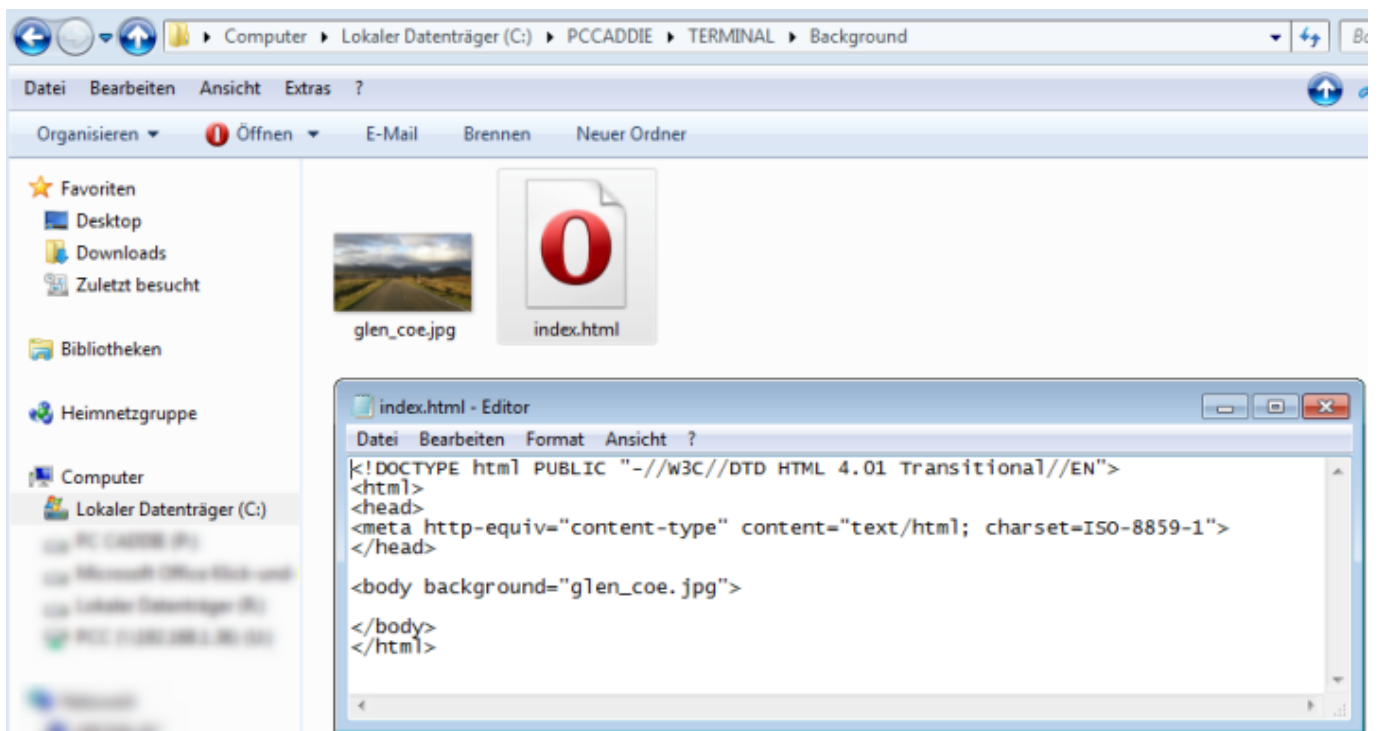 Computer ▸ Lokaler Datenträger (C:) ▸ PCCADDIE ▸ TERMINAL ▸ Background
Datei Bearbeiten Ansicht Extras ?
Organisieren Öffnen E-Mail Brennen Neuer Ordner
Favoriten
Desktop
Downloads
Zuletzt besucht
Bibliotheken
Heimnetzgruppe
Computer
Lokaler Datenträger (C:)
glen_coe.jpg
index.html
index.html - Editor
Datei Bearbeiten Format Ansicht ?
<!DOCTYPE html PUBLIC "-//W3C//DTD HTML 4.01 Transitional//EN">
<html>
<head>
<meta http-equiv="content-type" content="text/html; charset=ISO-8859-1">
</head>
<body background="glen_coe.jpg">
</body>
</html>